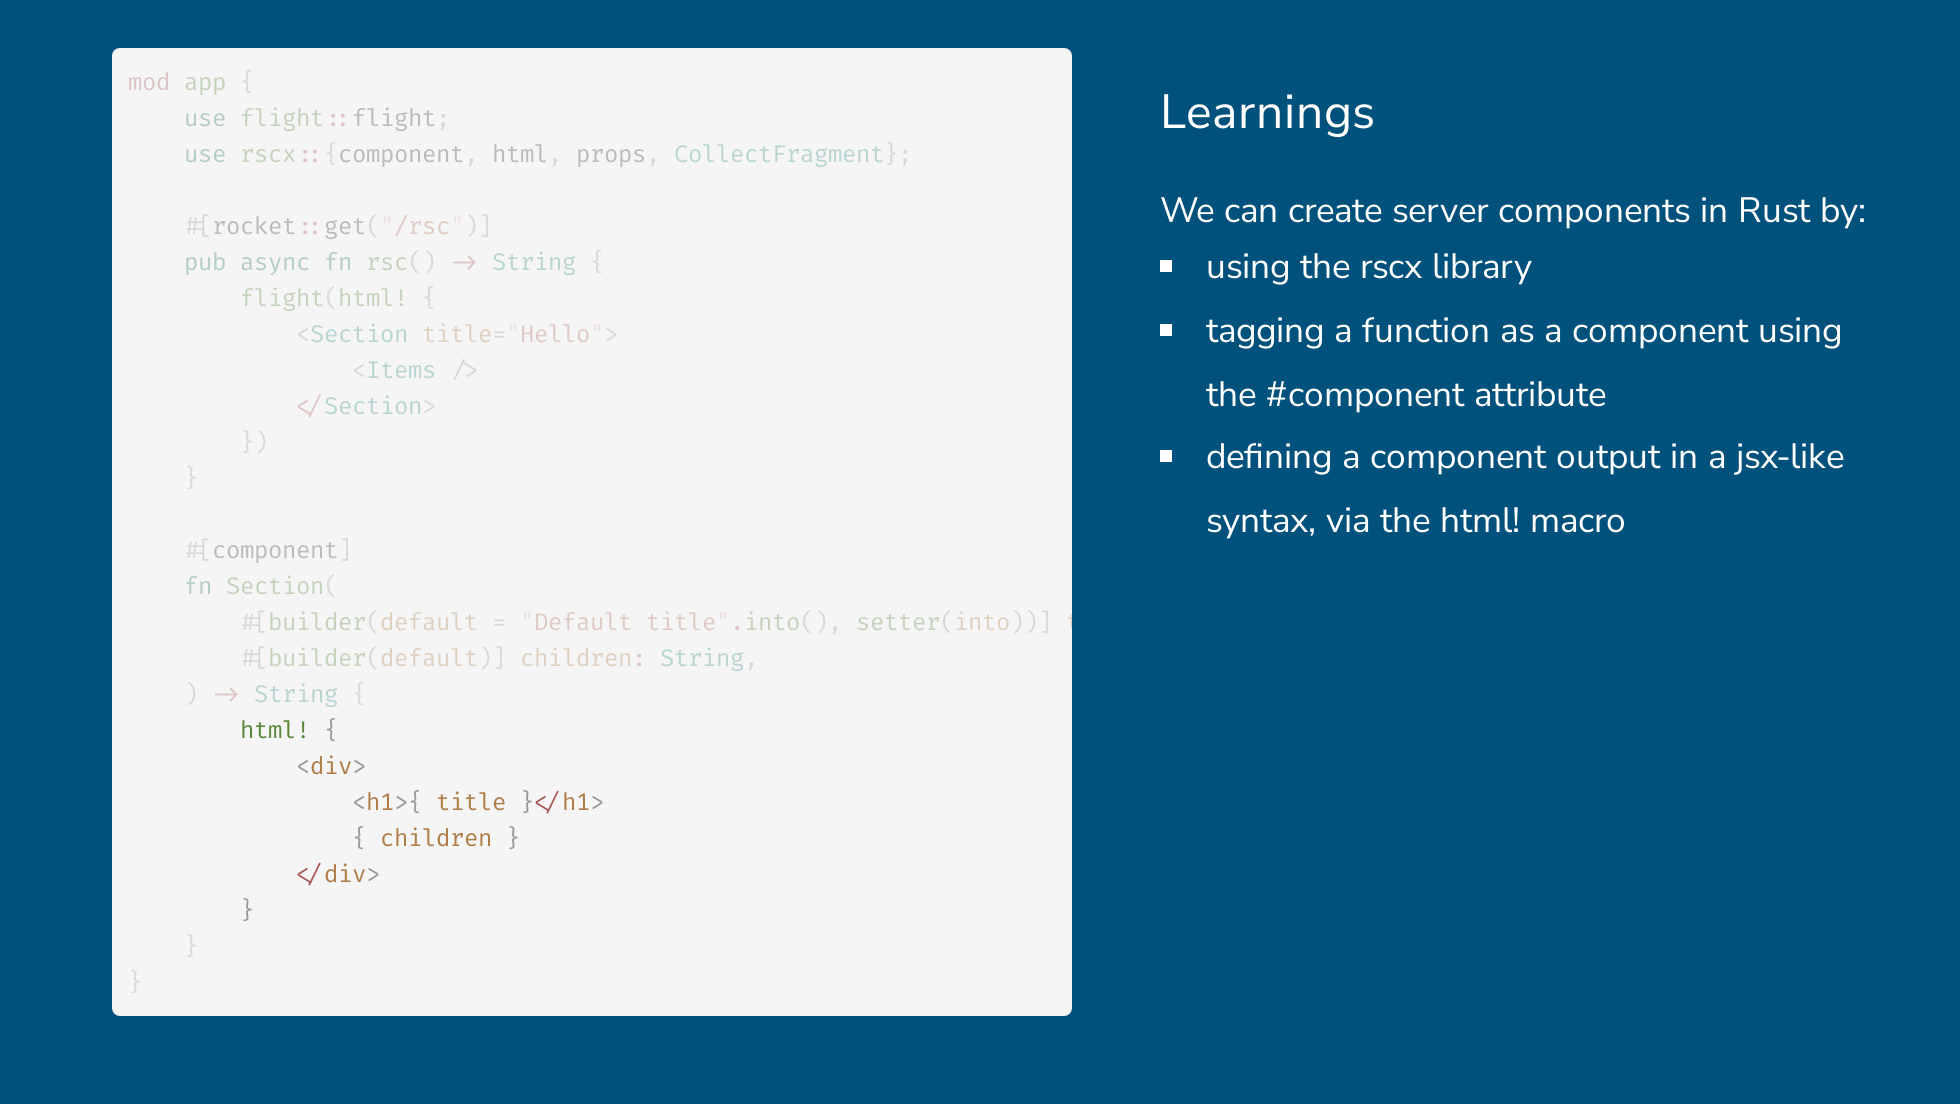 mod app {
    use flight::flight;
    use rscx::{component, html, props, CollectFragment};

    #[rocket::get("/rsc")]
    pub async fn rsc() -> String {
        flight(html! {
            <Section title="Hello">
                <Items />
            </Section>
        })
    }

    #[component]
    fn Section(
        #[builder(default = "Default title".into(), setter(into))]
        #[builder(default)] children: String,
    ) -> String {
        html! {
            <div>
                <h1>{ title }</h1>
                { children }
            </div>
        }
    }
}
Learnings
We can create server components in Rust by:
▪ using the rscx library
▪ tagging a function as a component using
the #component attribute
▪ defining a component output in a jsx-like
syntax, via the html! macro